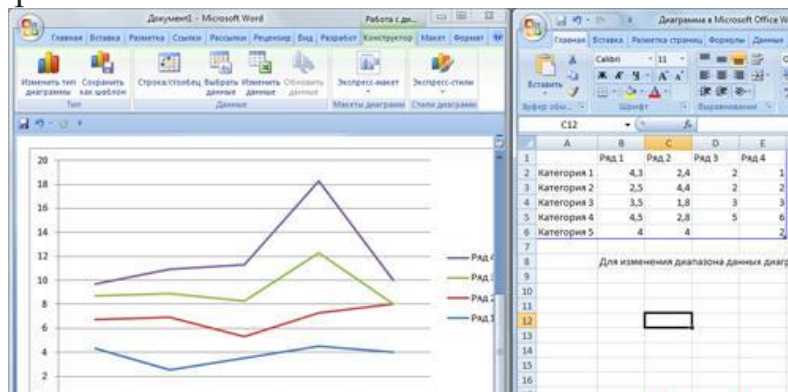 Документ1 - Microsoft Word
Работа с ди...
Главная Вставка Разметка Ссылки Рассылки Рецензир Вид Разработ Конструктор Макет Формат
Изменить тип диаграммы
Сохранить как шаблон
Строка/столбец
Выбрать данные
Изменить данные
Обновить данные
Экспресс-макет
Экспресс-стили
Тип
Данные
Макеты диаграмм
Стили диаграмм
20
18
16
14
12
10
8
6
4
2
Ряд
Ряд
Ряд 2
Ряд 1
Диаграмма в Microsoft Office W
Главная Вставка Разметка страниц Формулы Данные
Вставить
Calibri
11
Ж К Ч
Буфер обм...
Шрифт
Выравнивание
C12
fx
A B C D E
1 Ряд 1 Ряд 2 Ряд 3 Ряд 4
2 Категория 1 4,3 2,4 2 1
3 Категория 2 2,5 4,4 2 2
4 Категория 3 3,5 1,8 3 3
5 Категория 4 4,5 2,8 5 6
6 Категория 5 4 4 2
7
8 Для изменения диапазона данных диагр
9
10
11
12
13
14
15
16